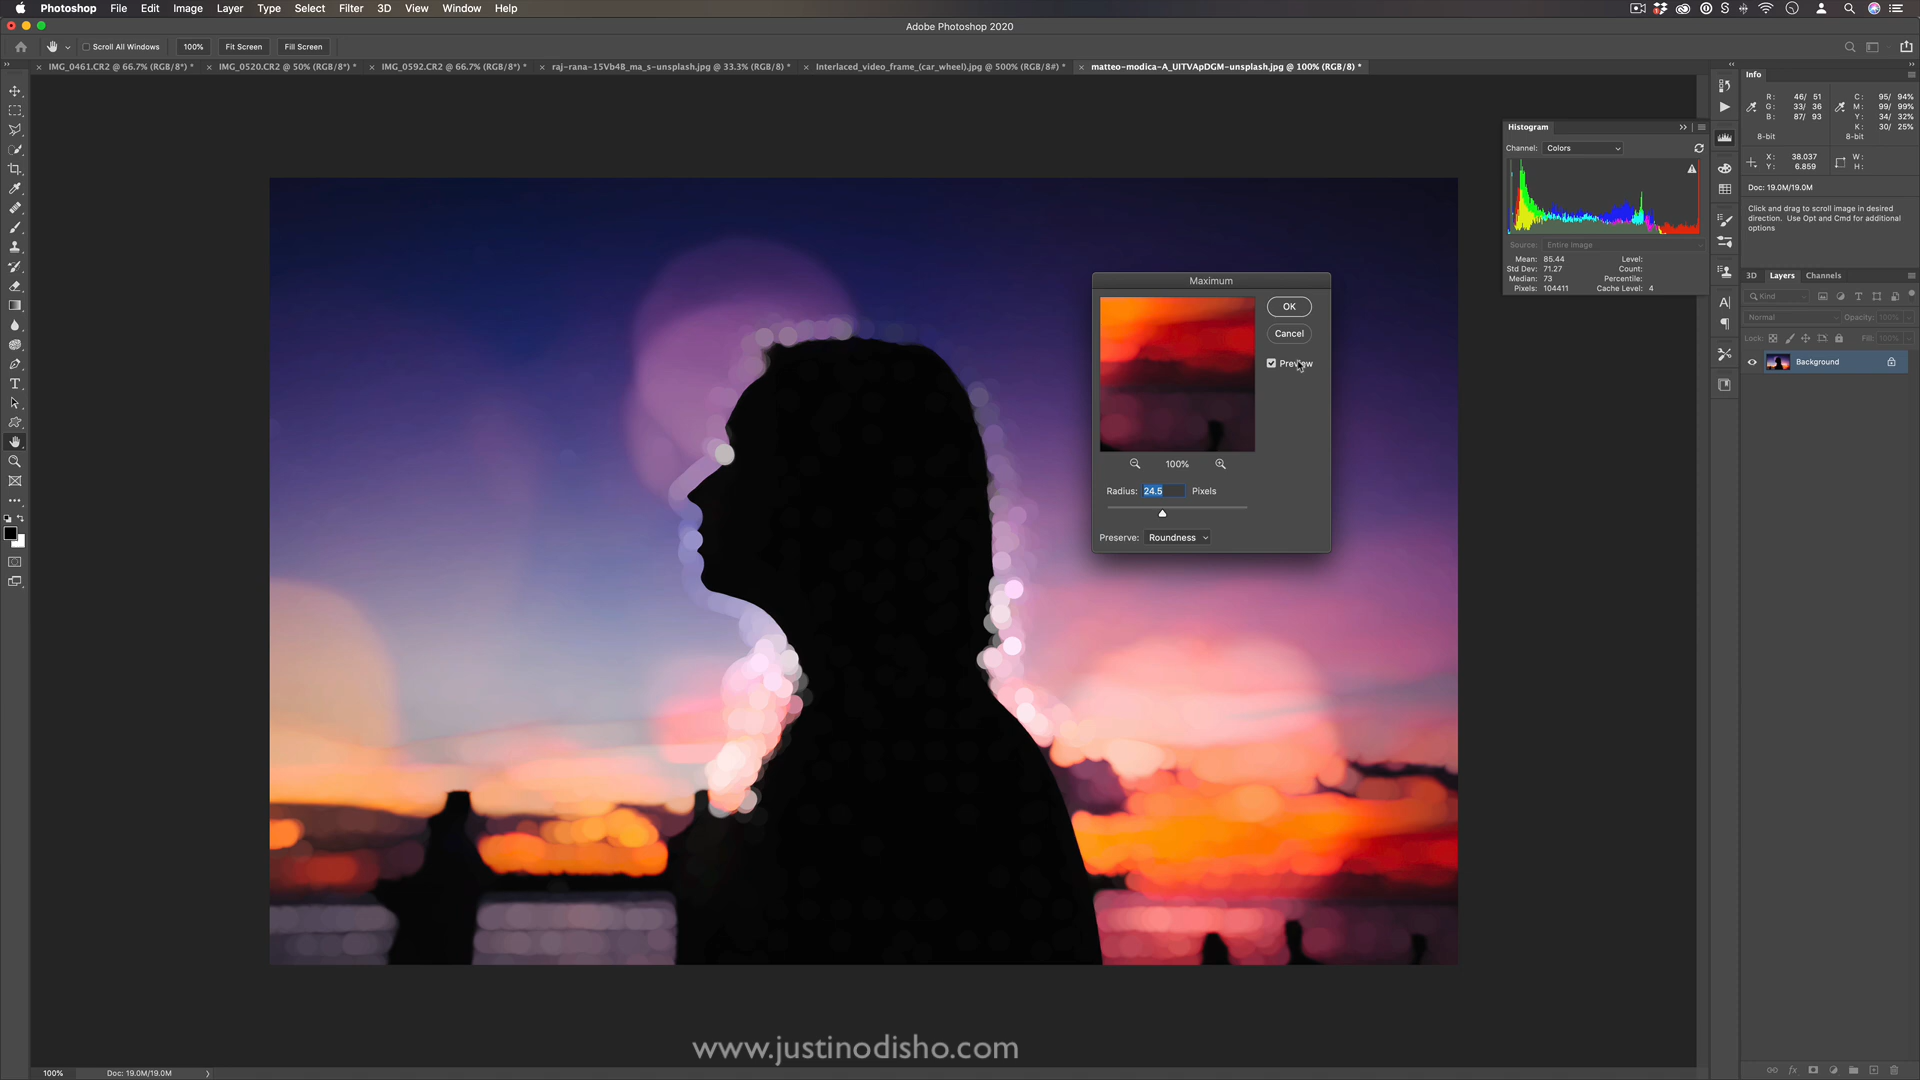 Photoshop File Edit Image Layer Type Select Filter 3D View Window Help
Adobe Photoshop 2020
Scroll All Windows 100% Fit Screen Fill Screen
IMG_0461.CR2 @ 66.7% (RGB/8*) * IMG_0520.CR2 @ 50% (RGB/8*) * IMG_0592.CR2 @ 66.7% (RGB/8*) * raj-rana-15Vb4B_ma_s-unsplash.jpg @ 33.3% (RGB/8) * Interlaced_video_frame_(car_wheel).jpg @ 500% (RGB/8#) * matteo-modica-A_UITVApDGM-unsplash.jpg @ 100% (RGB/8) *
Info
R: 46/ 51 C: 95/ 94%
G: 33/ 36 M: 99/ 99%
B: 87/ 93 Y: 34/ 32%
K: 30/ 25%
8-bit 8-bit
X: 38.037 W:
Y: 6.859 H:
Doc: 19.0M/19.0M
Click and drag to scroll image in desired
direction. Use Opt and Cmd for additional
options
Histogram
Channel: Colors
Source: Entire Image
Mean: 85.44 Level:
Std Dev: 71.27 Count:
Median: 73 Percentile:
Pixels: 104411 Cache Level: 4
3D Layers Channels
Kind
Normal Opacity: 100%
Lock: Fill: 100%
Background
Maximum
OK
Cancel
Preview
100%
Radius: 24.5 Pixels
Preserve: Roundness
www.justinodisho.com
100% Doc: 19.0M/19.0M